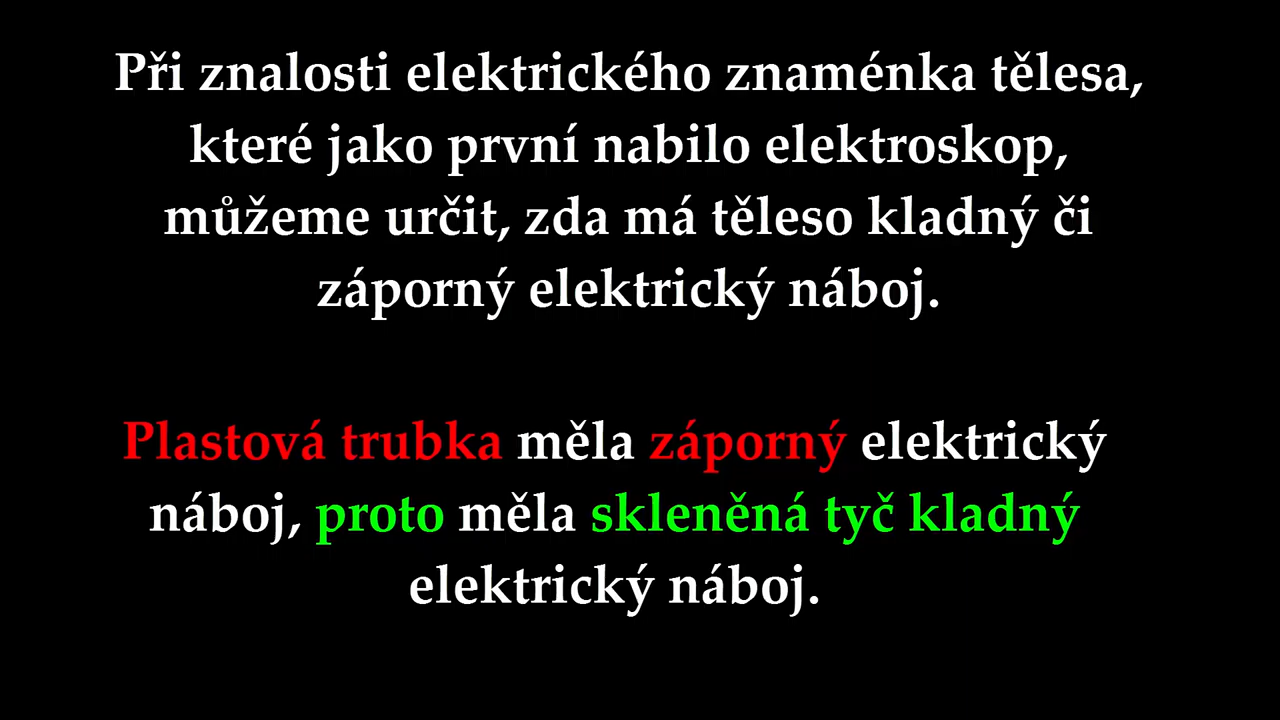 Při znalosti elektrického znaménka tělesa,
které jako první nabilo elektroskop,
můžeme určit, zda má těleso kladný či
záporný elektrický náboj.
Plastová trubka měla záporný elektrický
náboj, proto měla skleněná tyč kladný
elektrický náboj.